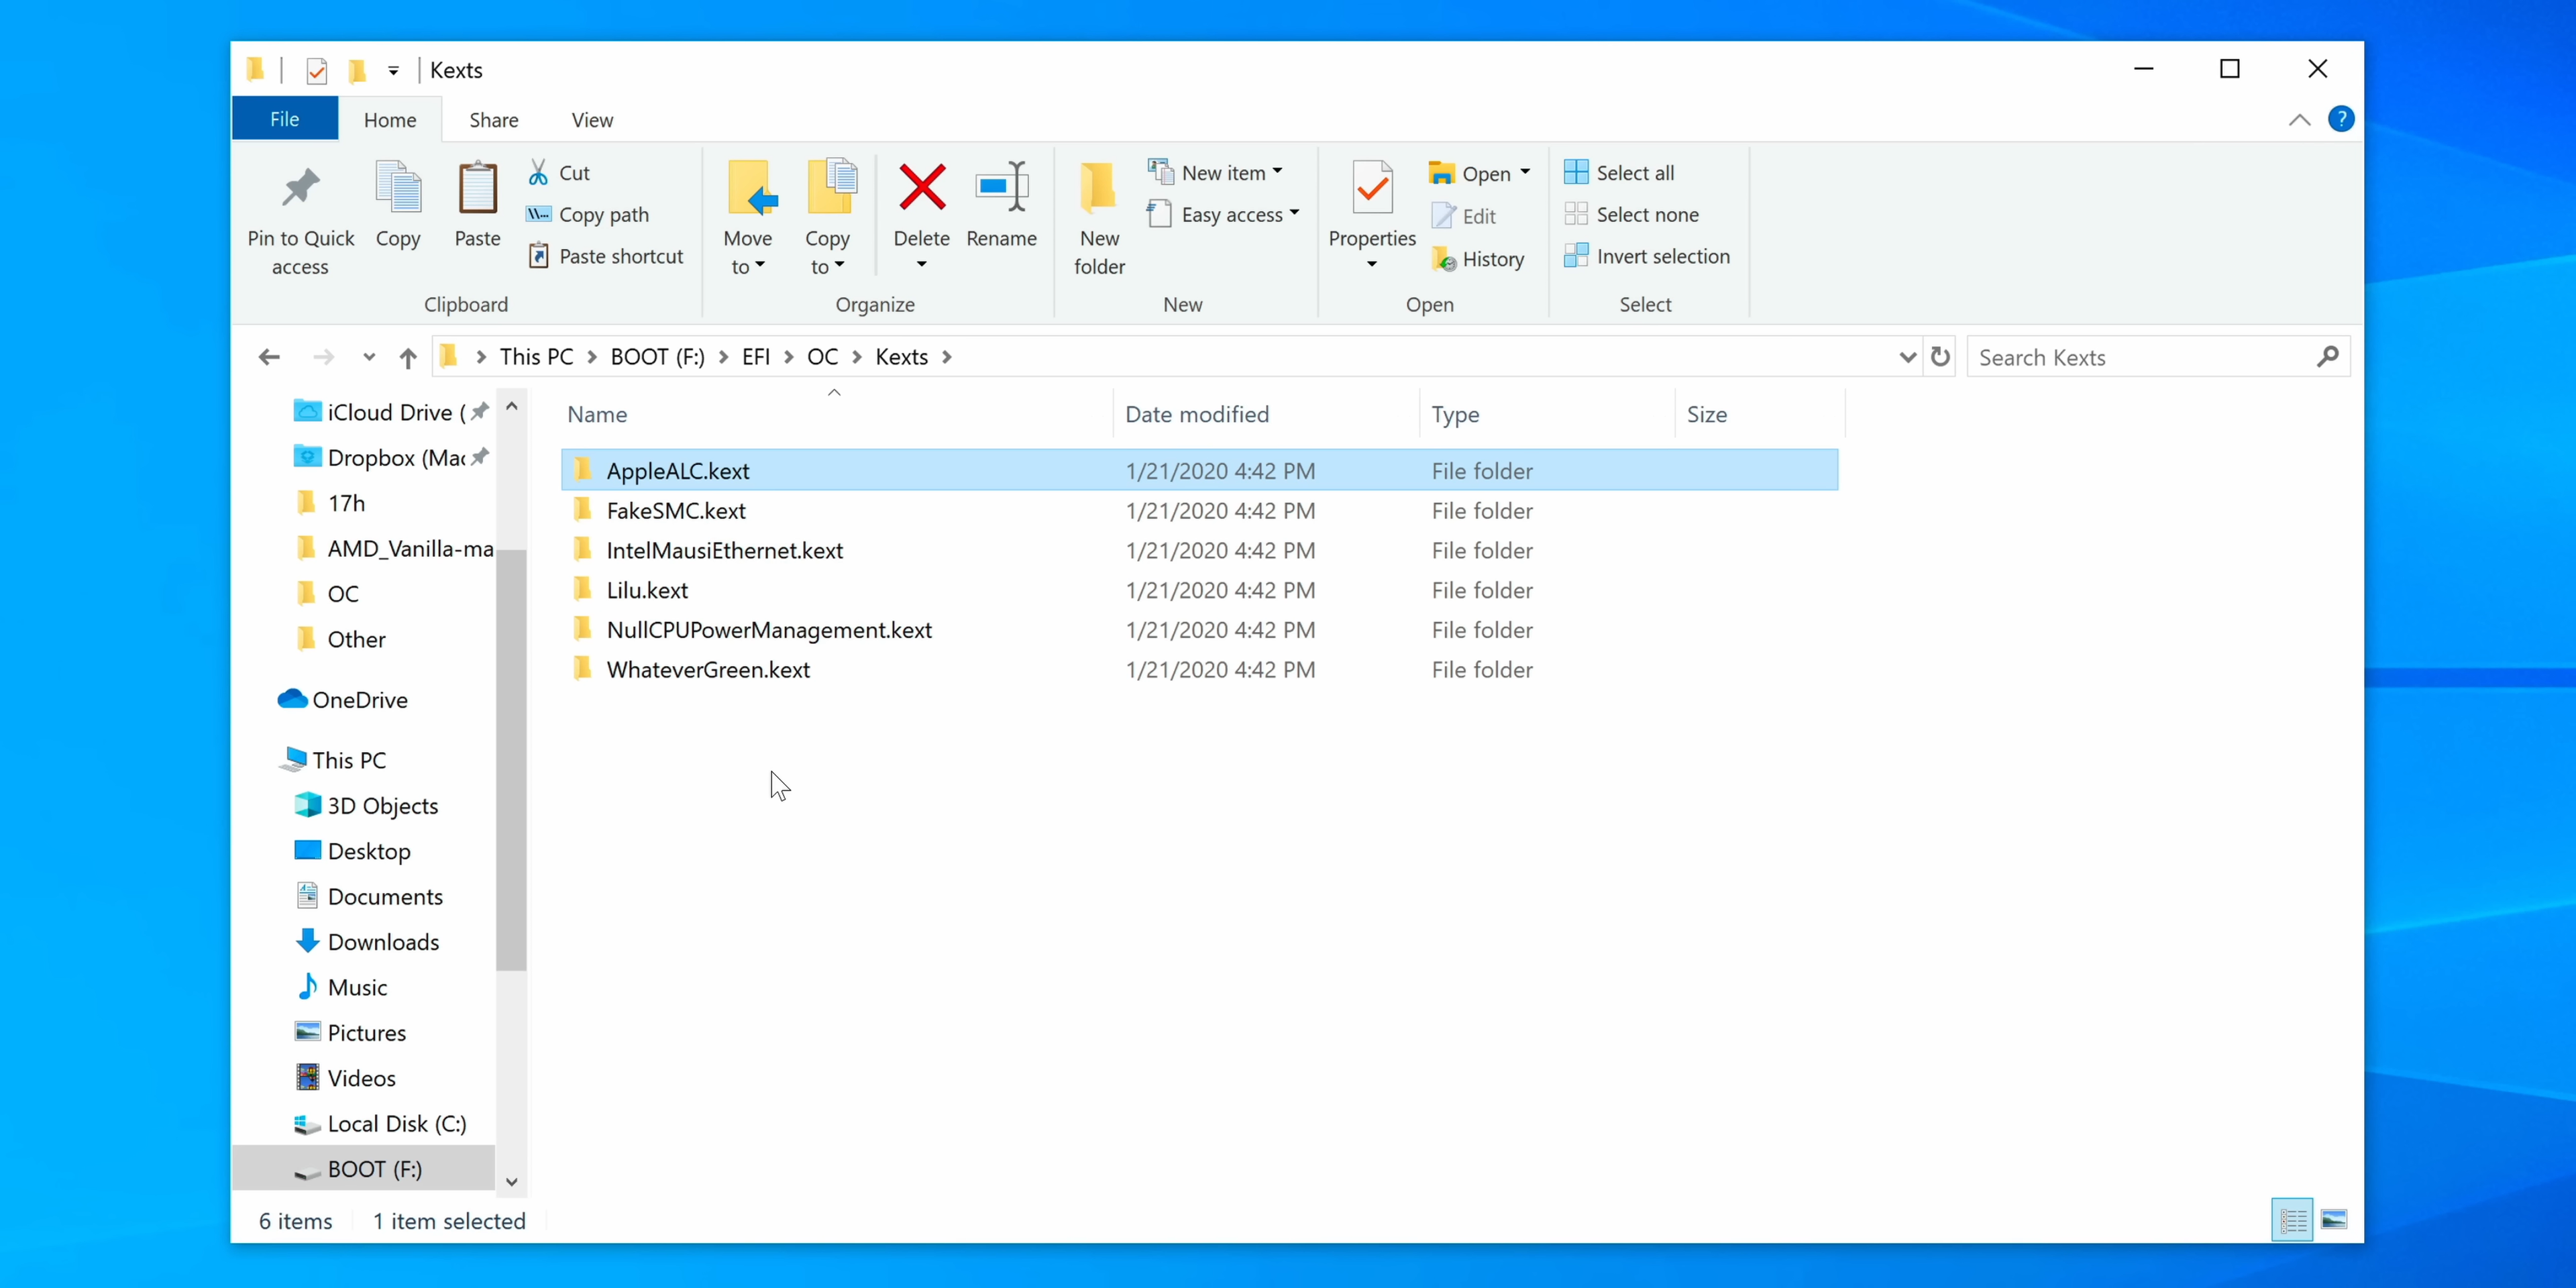 Kexts
File Home Share View
?
Pin to Quick access
Copy
Paste
Cut
Copy path
Paste shortcut
Clipboard
Move to
Copy to
Delete
Rename
Organize
New folder
New item
Easy access
New
Properties
Open
Edit
History
Open
Select all
Select none
Invert selection
Select
This PC BOOT (F:) EFI OC Kexts
Search Kexts
iCloud Drive (
Dropbox (Mac
17h
AMD_Vanilla-ma
OC
Other
OneDrive
This PC
3D Objects
Desktop
Documents
Downloads
Music
Pictures
Videos
Local Disk (C:)
BOOT (F:)
Name Date modified Type Size
AppleALC.kext 1/21/2020 4:42 PM File folder
FakeSMC.kext 1/21/2020 4:42 PM File folder
IntelMausiEthernet.kext 1/21/2020 4:42 PM File folder
Lilu.kext 1/21/2020 4:42 PM File folder
NullCPUPowerManagement.kext 1/21/2020 4:42 PM File folder
WhateverGreen.kext 1/21/2020 4:42 PM File folder
6 items 1 item selected